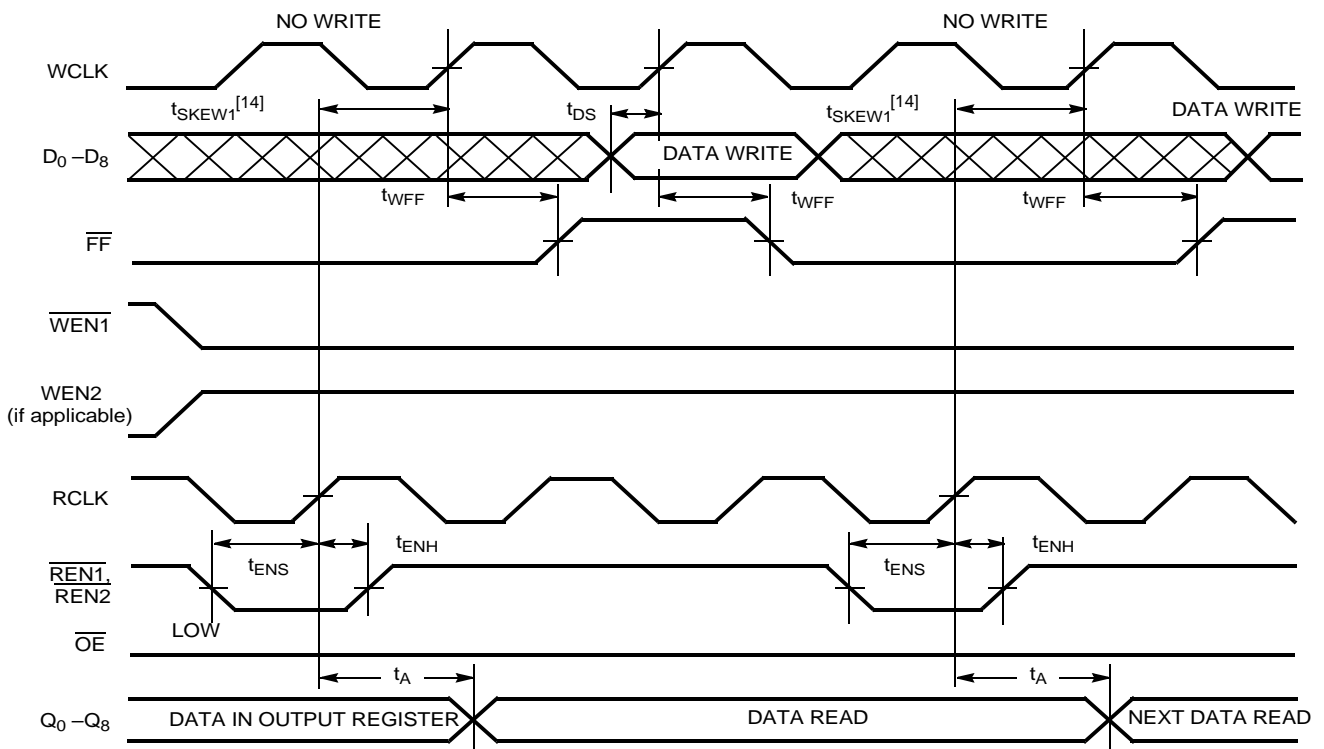 NO WRITE NO WRITE
WCLK
tSKEW1[14] tDS tSKEW1[14] DATA WRITE
D0 –D8 DATA WRITE
tWFF tWFF tWFF
FF
WEN1
WEN2
(if applicable)
RCLK
tENH tENH
REN1, tENS tENS
REN2
LOW
OE
tA tA
Q0 –Q8 DATA IN OUTPUT REGISTER DATA READ NEXT DATA READ